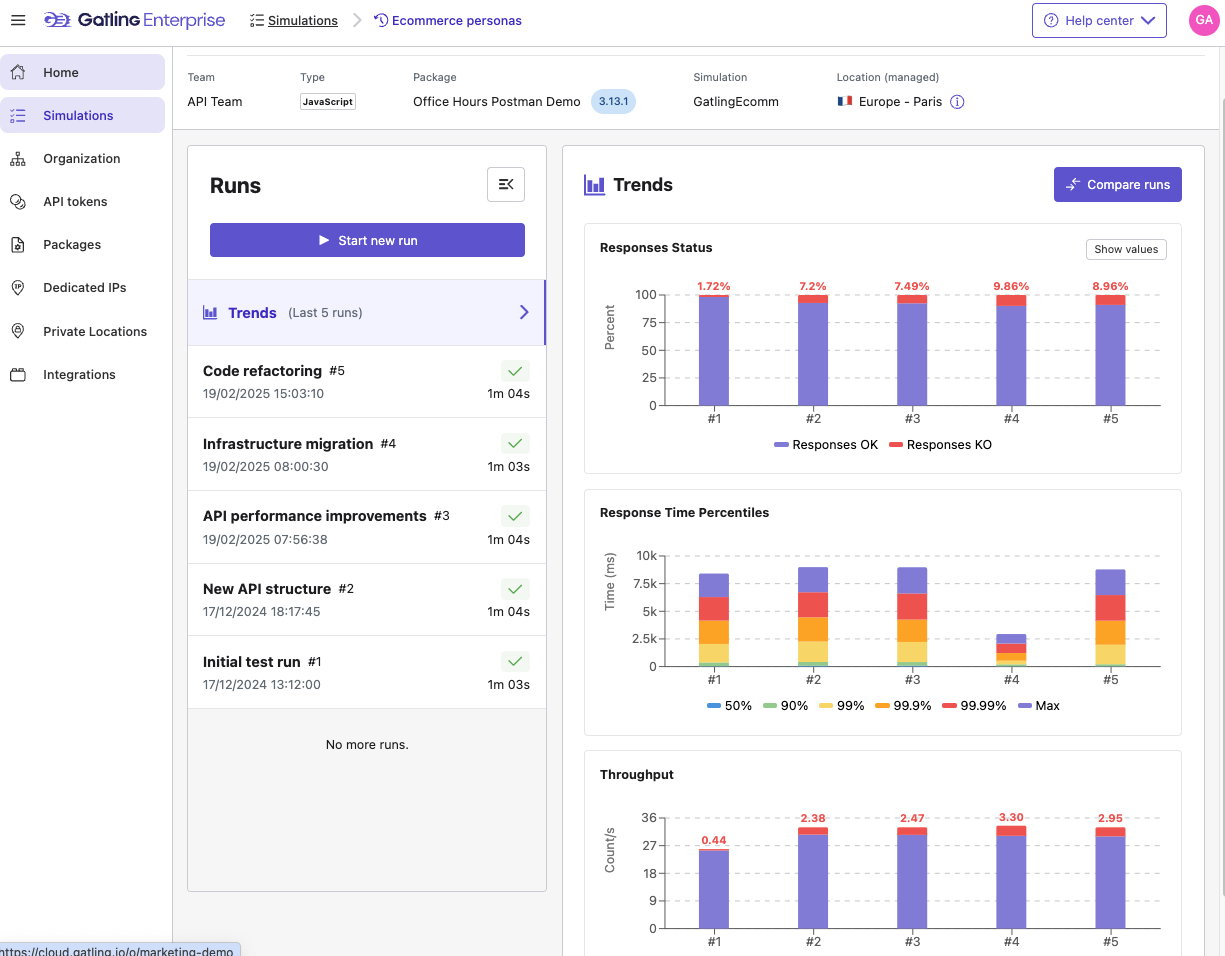 Gatling Enterprise
Simulations
Ecommerce personas
Help center
GA
Home
Simulations
Organization
API tokens
Packages
Dedicated IPs
Private Locations
Integrations
Team Type Package Simulation Location (managed)
API Team JavaScript Office Hours Postman Demo 3.13.1 GatlingEcomm Europe - Paris
Runs
Start new run
Trends (Last 5 runs)
Code refactoring #5
19/02/2025 15:03:10 1m 04s
Infrastructure migration #4
19/02/2025 08:00:30 1m 03s
API performance improvements #3
19/02/2025 07:56:38 1m 04s
New API structure #2
17/12/2024 18:17:45 1m 04s
Initial test run #1
17/12/2024 13:12:00 1m 03s
No more runs.
Trends
Compare runs
Responses Status
Show values
1.72% 7.2% 7.49% 9.86% 8.96%
Percent
100
75
50
25
0
#1 #2 #3 #4 #5
Responses OK Responses KO
Response Time Percentiles
Time (ms)
10k
7.5k
5k
2.5k
0
#1 #2 #3 #4 #5
50% 90% 99% 99.9% 99.99% Max
Throughput
0.44 2.38 2.47 3.30 2.95
Count/s
36
27
18
9
0
#1 #2 #3 #4 #5
https://cloud.gatling.io/o/marketing-demo